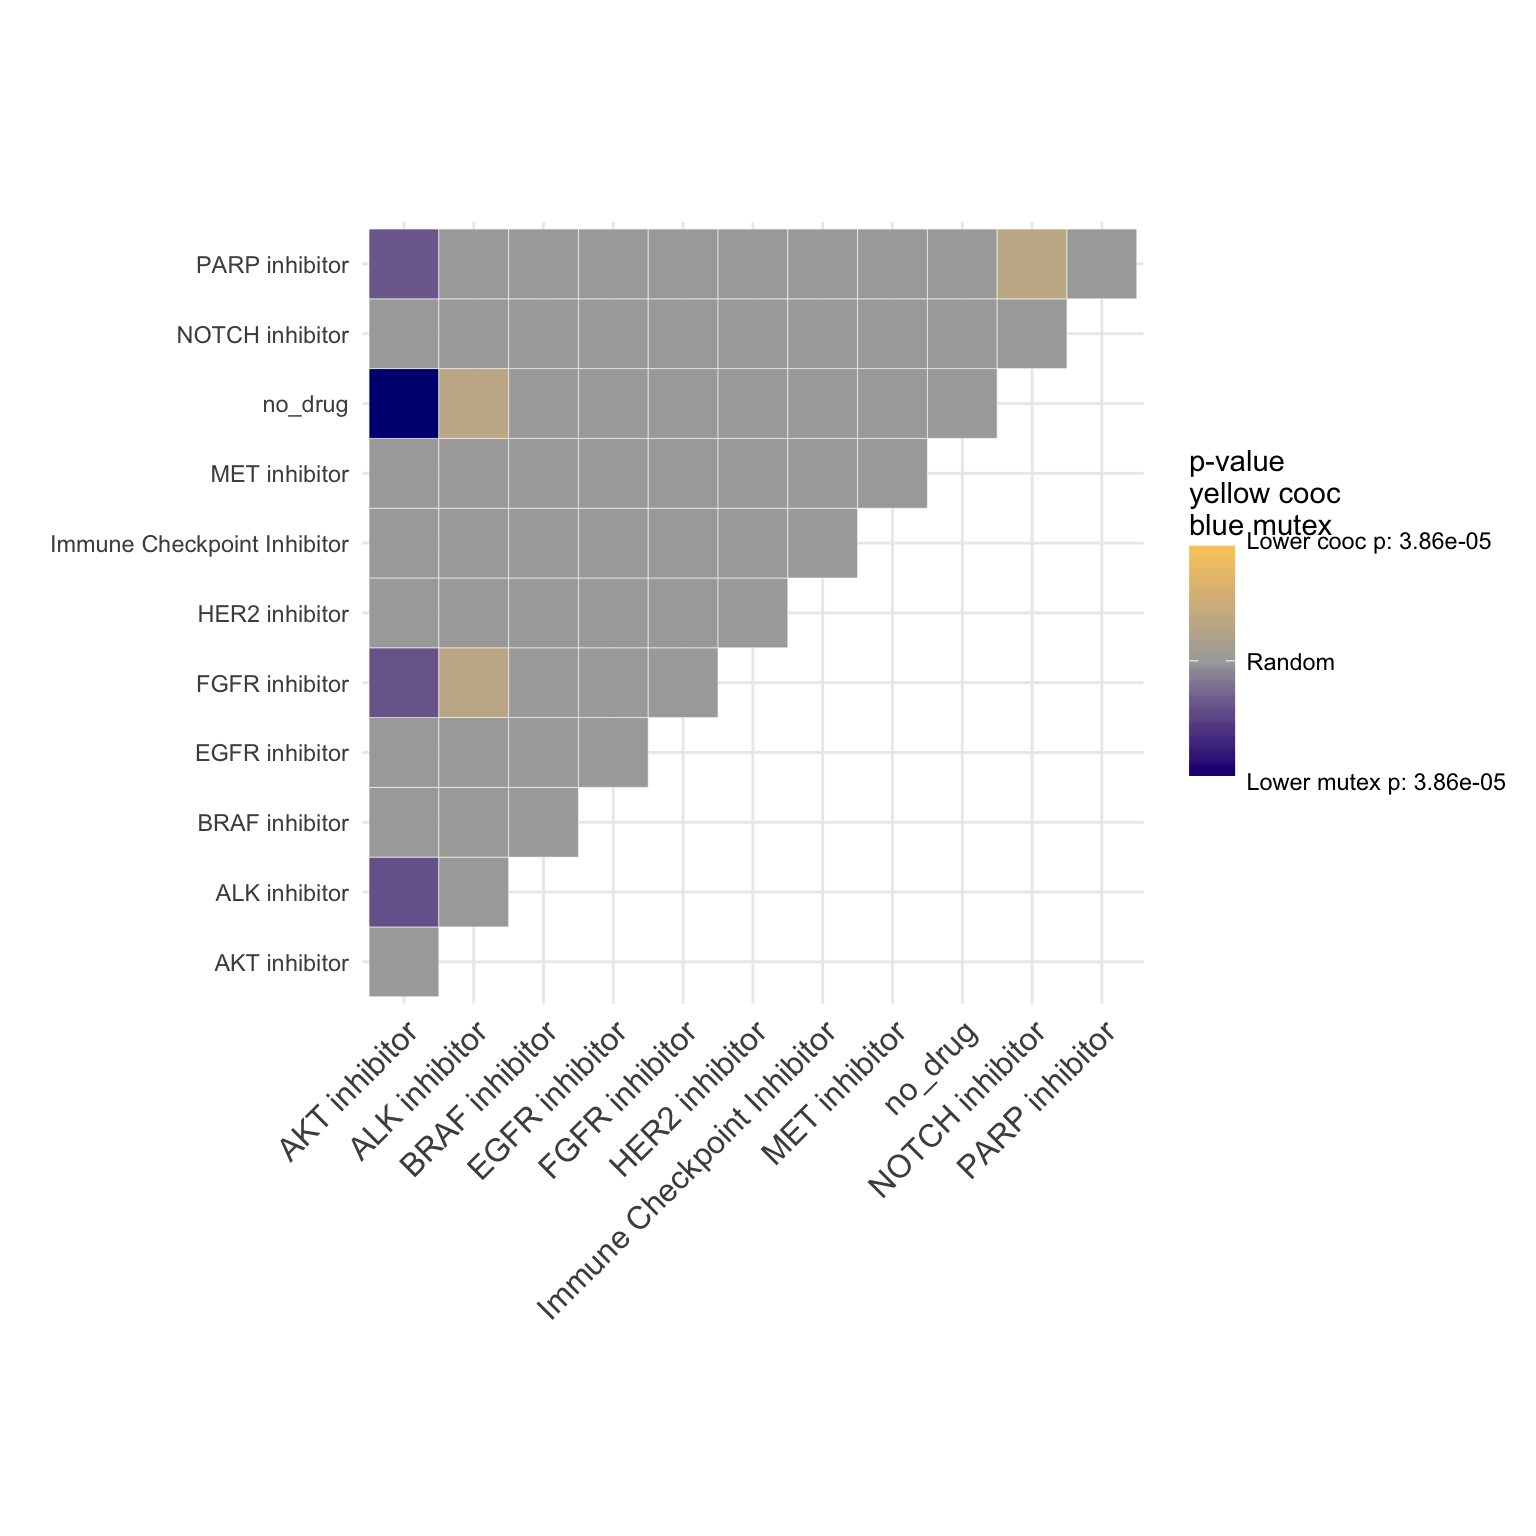 PARP inhibitor
NOTCH inhibitor
no_drug
MET inhibitor
Immune Checkpoint Inhibitor
HER2 inhibitor
FGFR inhibitor
EGFR inhibitor
BRAF inhibitor
ALK inhibitor
AKT inhibitor
AKT inhibitor
ALK inhibitor
BRAF inhibitor
EGFR inhibitor
FGFR inhibitor
HER2 inhibitor
Immune Checkpoint Inhibitor
MET inhibitor
no_drug
NOTCH inhibitor
PARP inhibitor
p-value
yellow cooc
blue mutex
Lower cooc p: 3.86e-05
Random
Lower mutex p: 3.86e-05